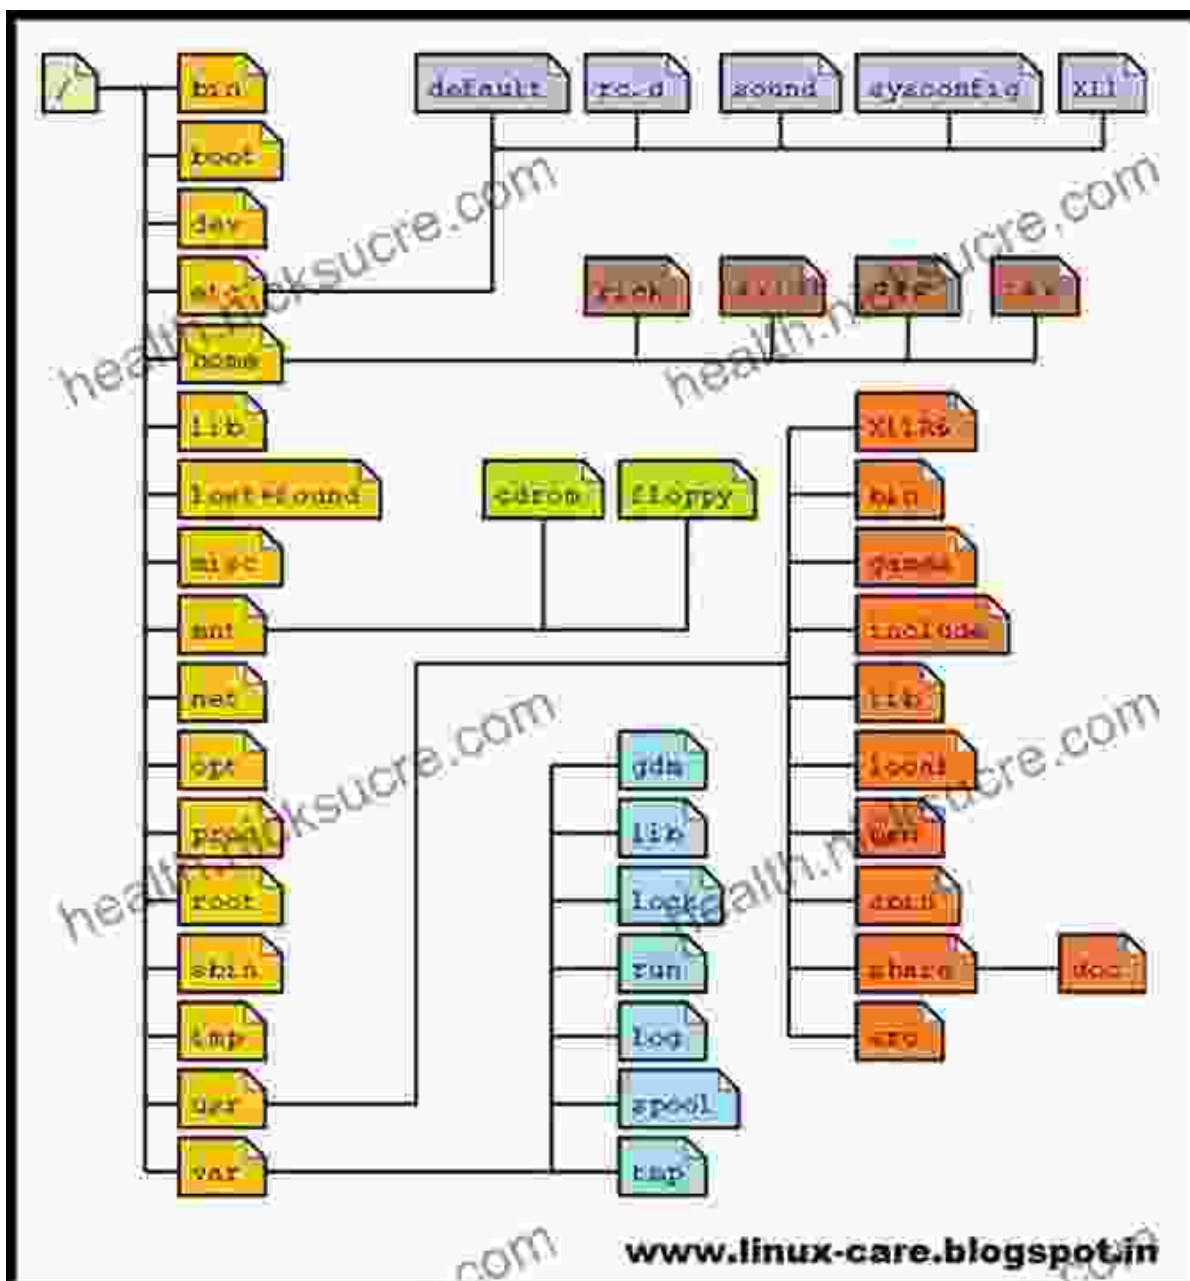 /
bin
default
rc.d
sound
sysconfig
X11
boot
dev
etc
home
lib
X11R6
lost+found
cdrom
floppy
bin
misc
games
mnt
include
net
lib
opt
gdm
local
proc
lib
root
lock
sbin
sbin
run
share
doc
tmp
log
src
usr
spool
var
tmp
health.nicksucre.com
health.nicksucre.com
health.nicksucre.com
health.nicksucre.com
com
com
www.linux-care.blogspot.in